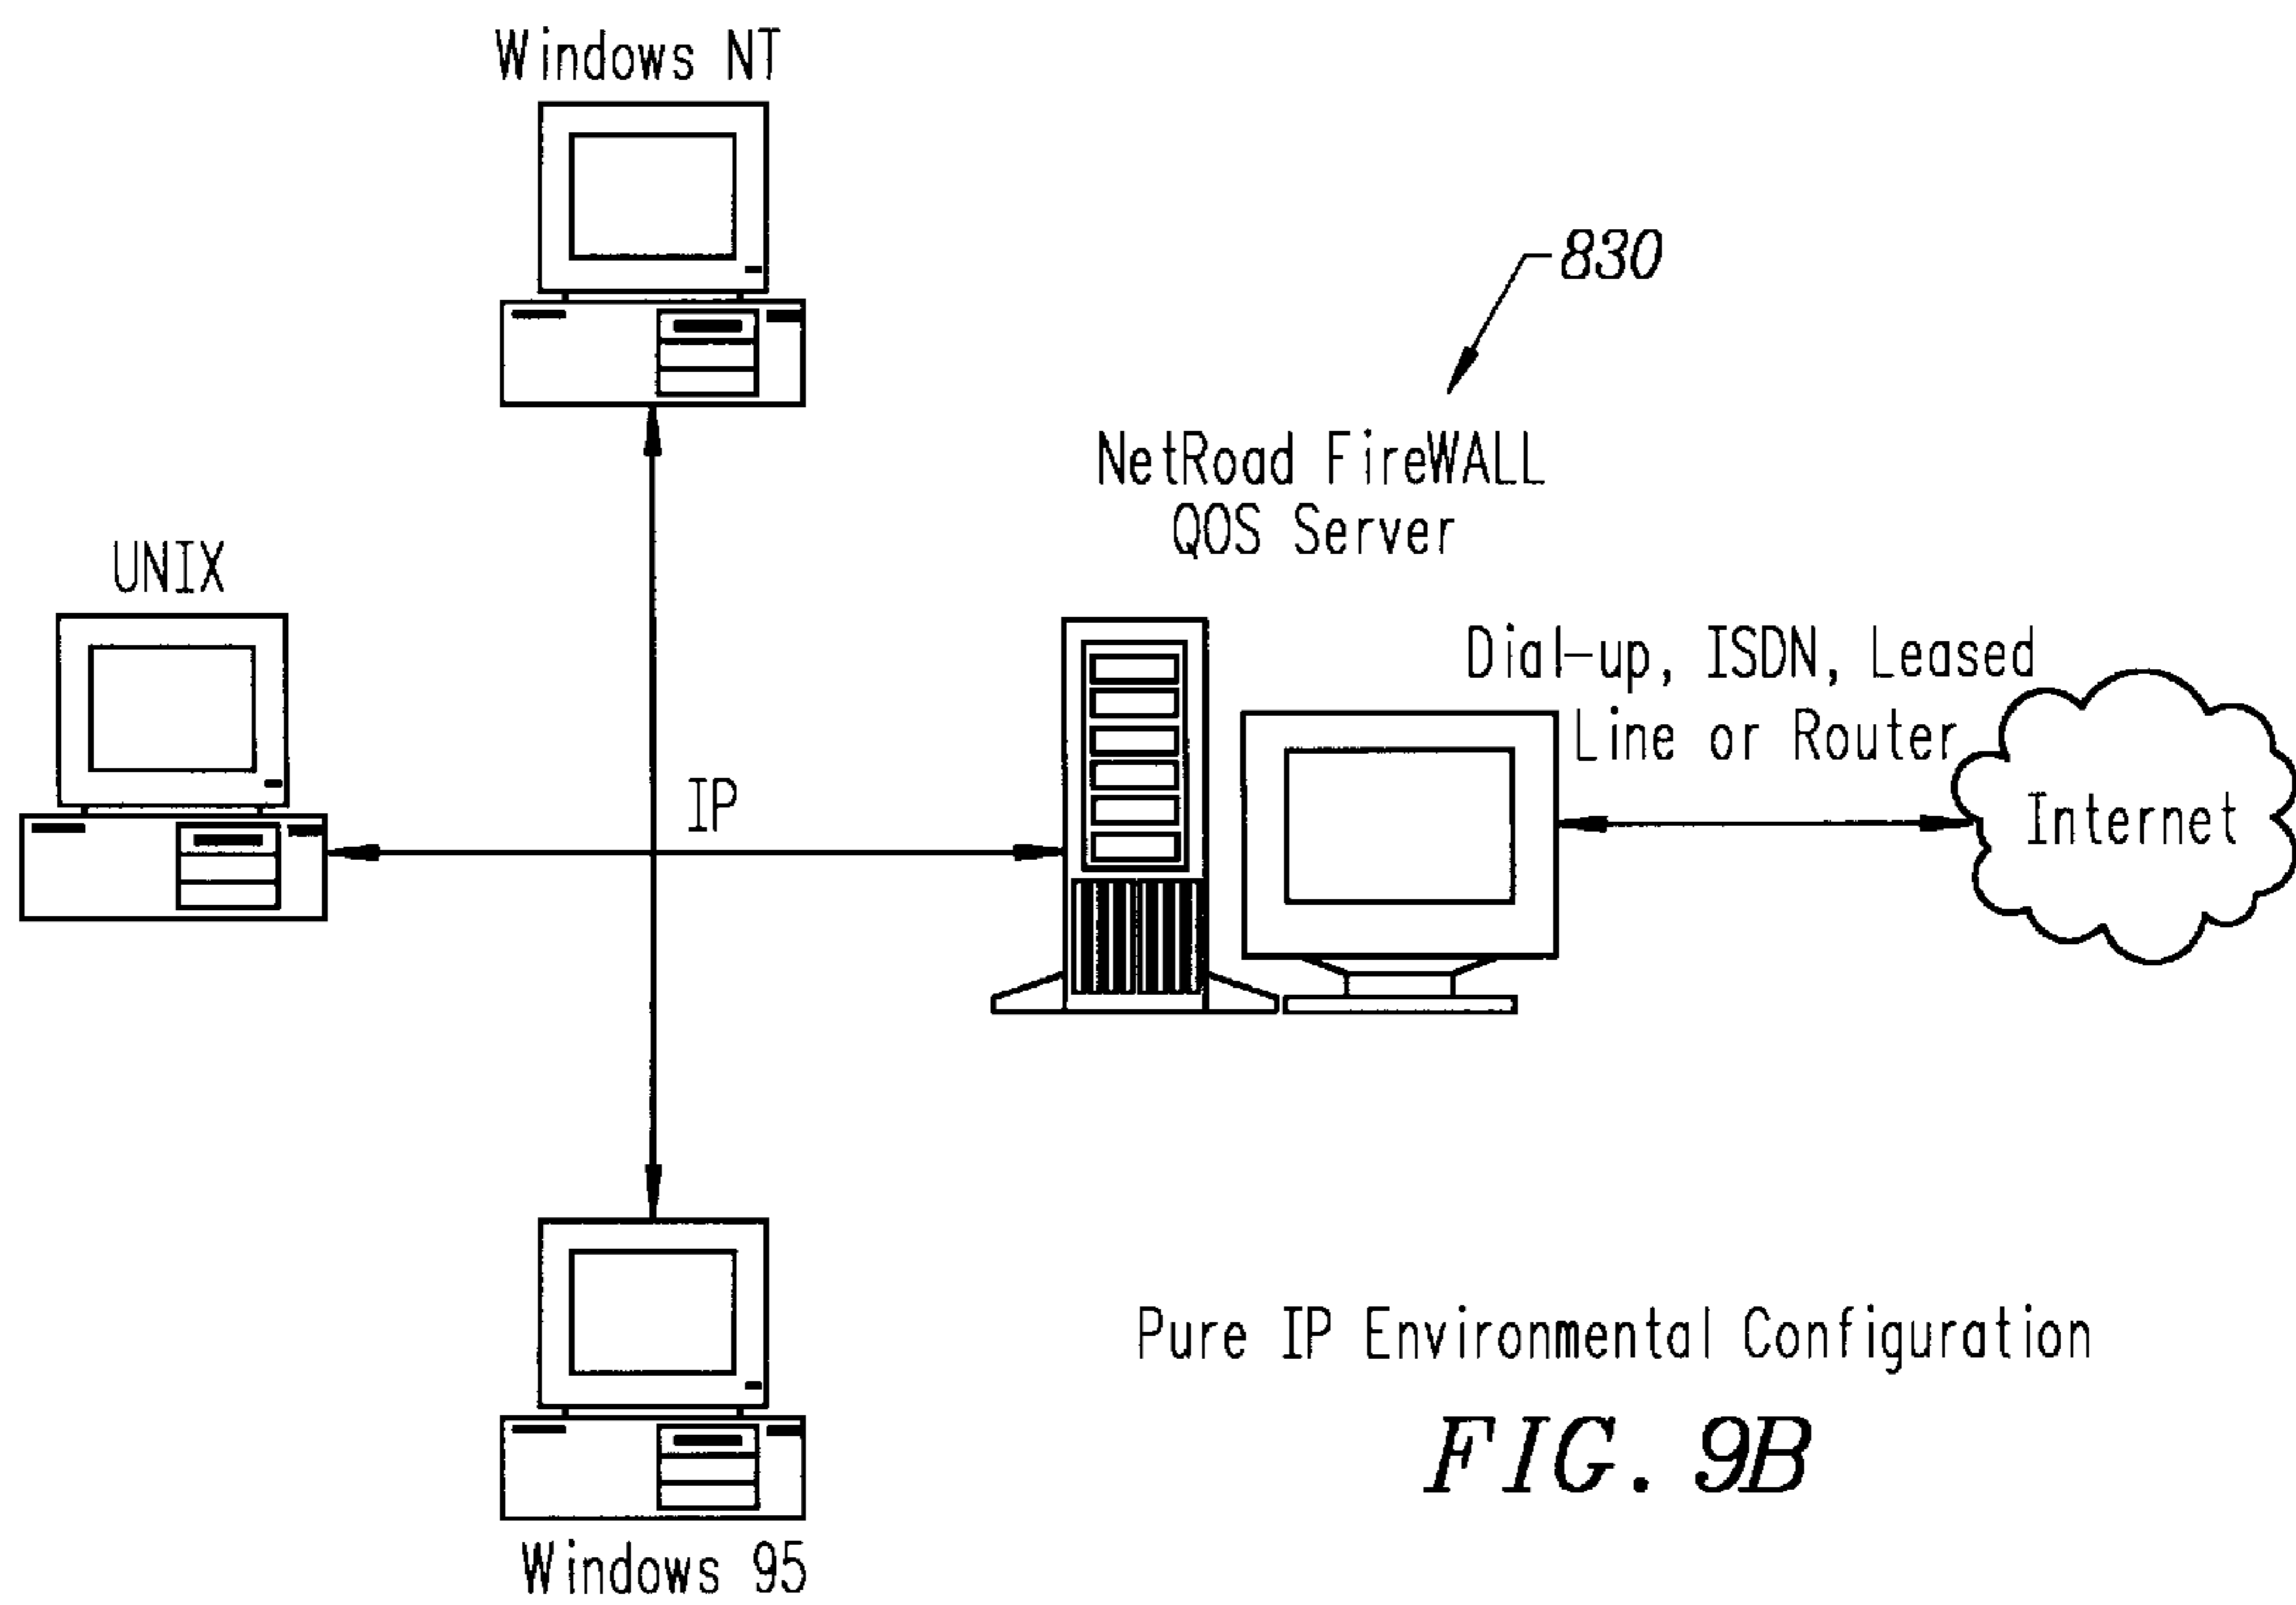 Windows NT
830
NetRoad FireWALL
QOS Server
UNIX
Dial-up, ISDN, Leased
Line or Router
IP
Internet
Pure IP Environmental Configuration
FIG. 9B
Windows 95